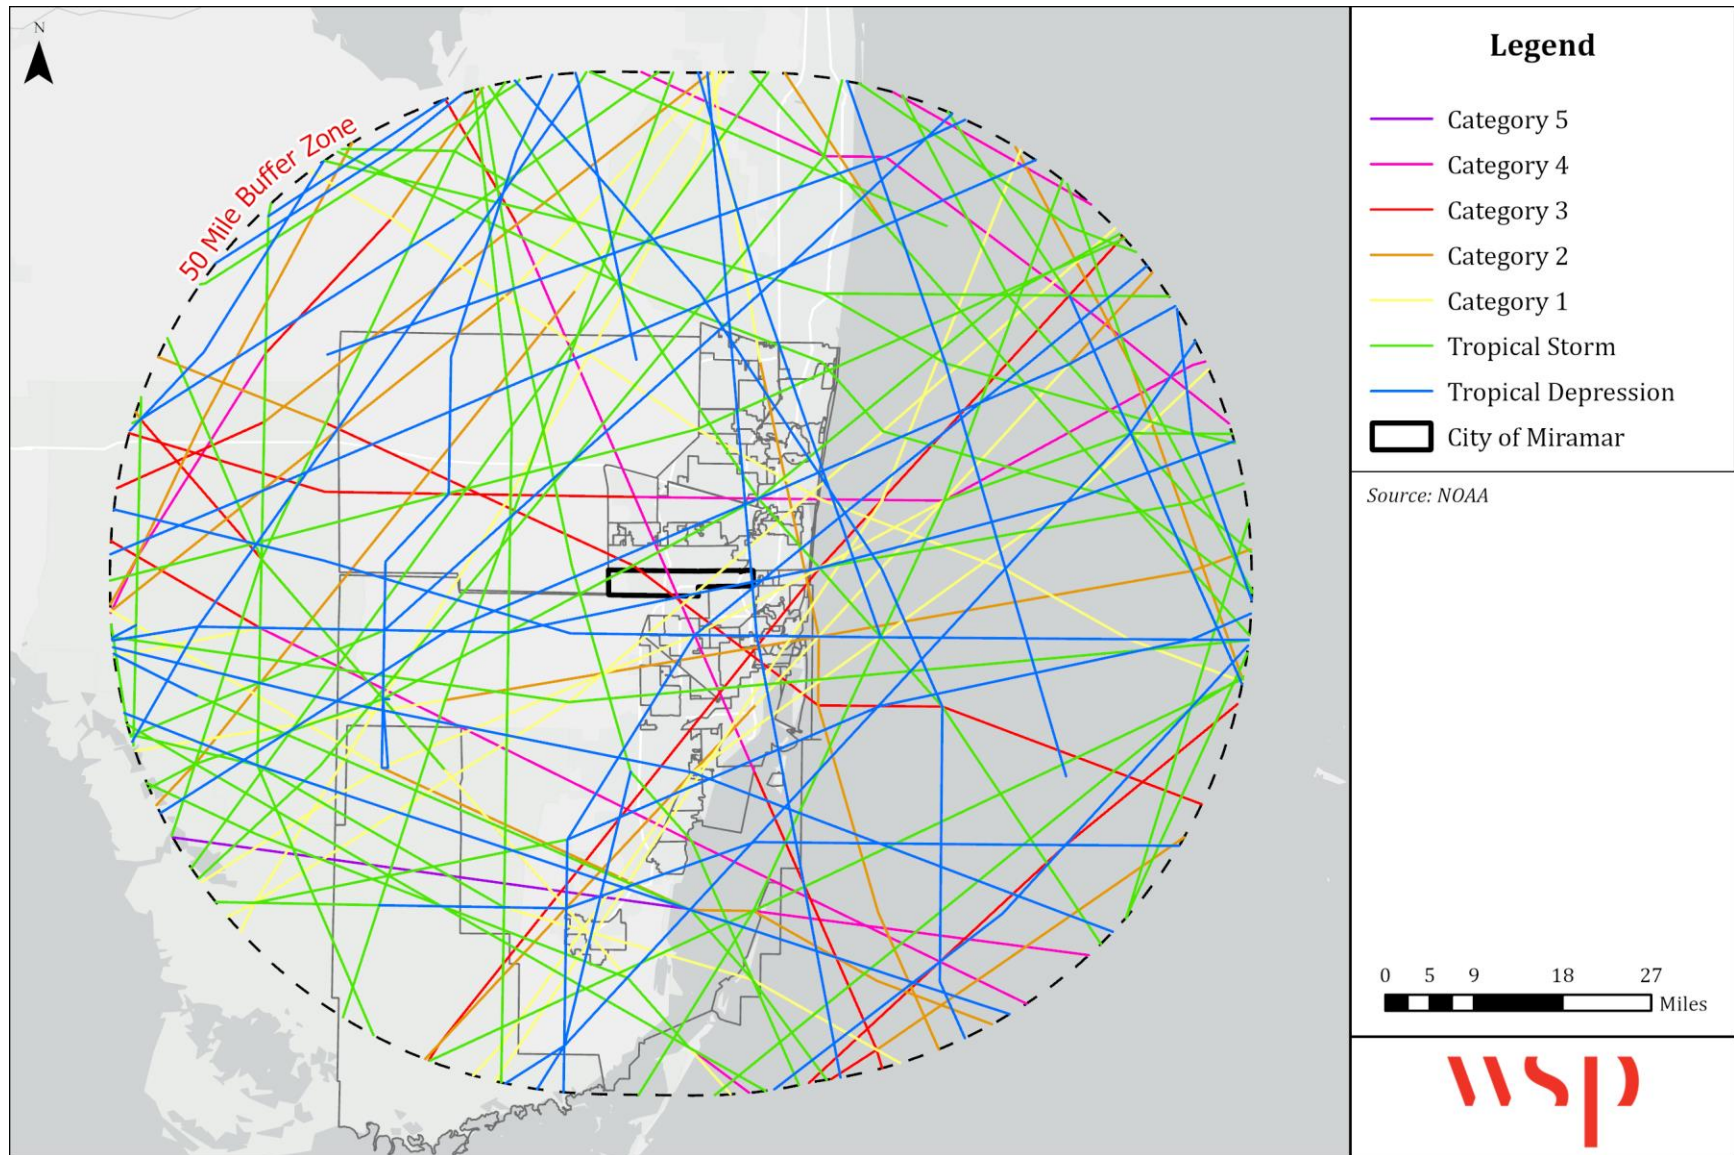 N
50 Mile Buffer Zone
Legend
Category 5
Category 4
Category 3
Category 2
Category 1
Tropical Storm
Tropical Depression
City of Miramar
Source: NOAA
0 5 9 18 27
Miles
wsp